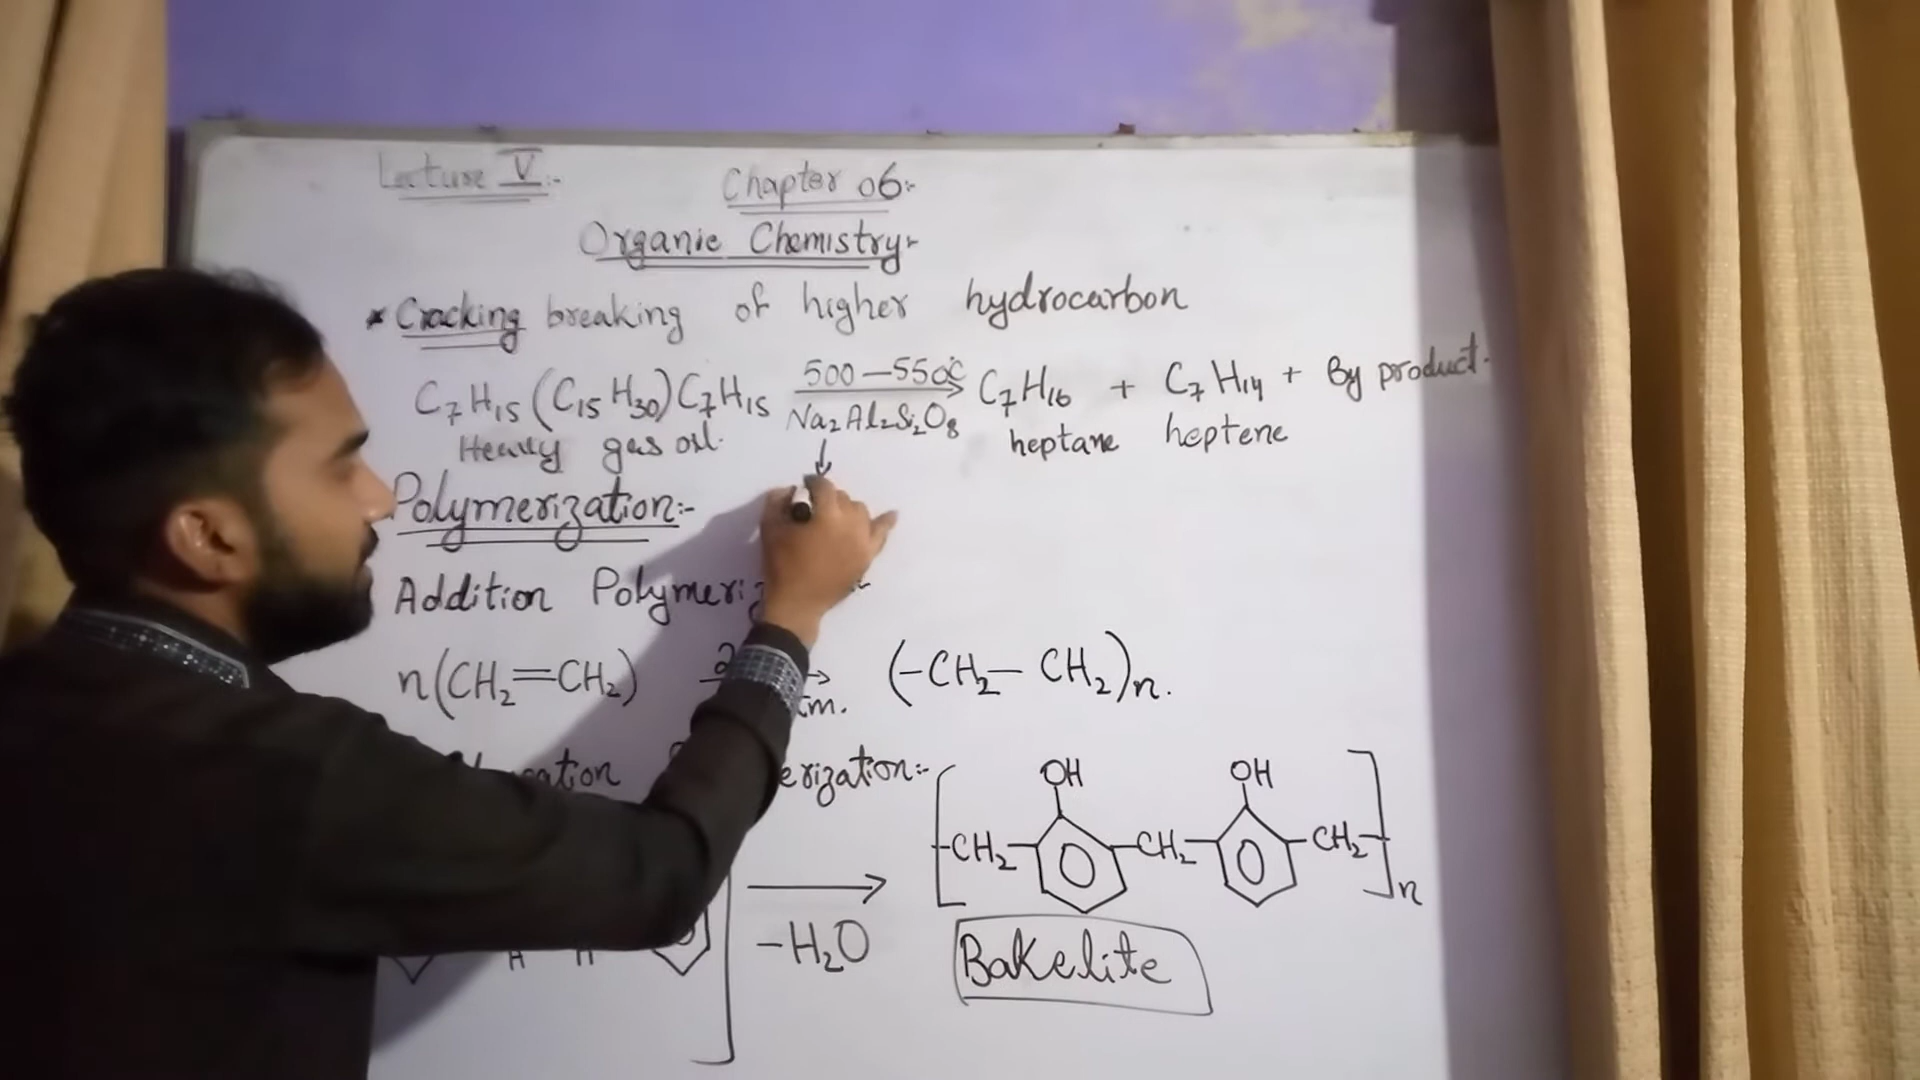 Lecture V:-
Chapter 06:-
Organic Chemistry:-
* Cracking breaking of higher hydrocarbon
C₇H₁₅(C₁₅H₃₀)C₇H₁₅ 500–550°C Na₂Al₂Si₂O₈ → C₇H₁₆ + C₇H₁₄ + By product.
Heavy gas oil. heptane heptene
Polymerization:-
Addition
n(CH₂=CH₂) → (–CH₂– CH₂)n.
OH OH
[–CH₂– –CH₂– –CH₂–]n
–H₂O
Bakelite